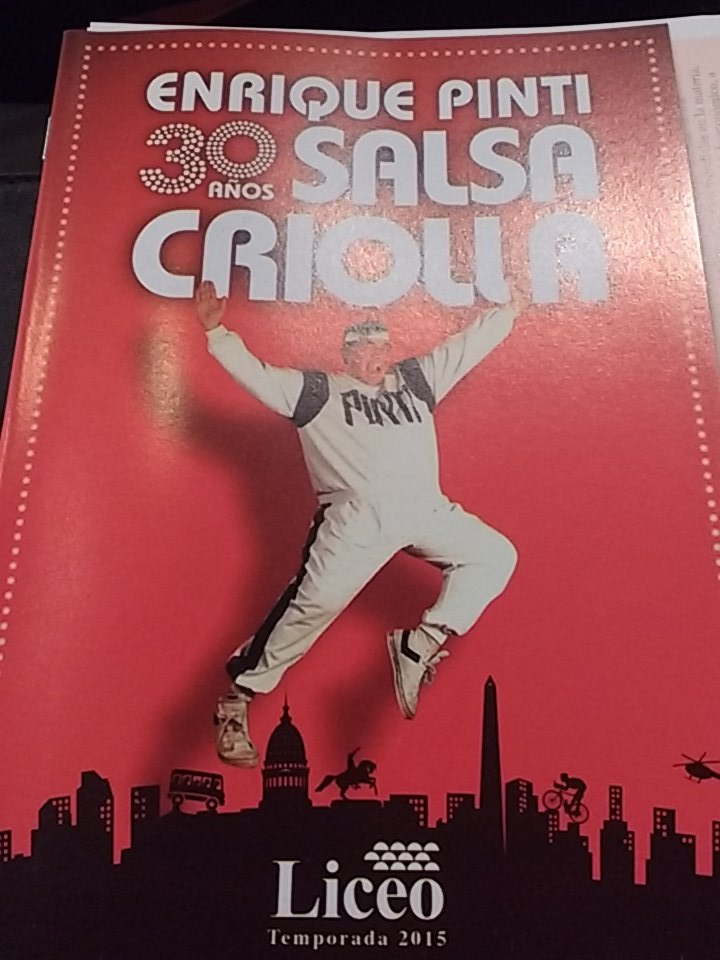 ENRIQUE PINTI
30 AÑOS SALSA
CRIOLLA
PINTI
Liceo
Temporada 2015